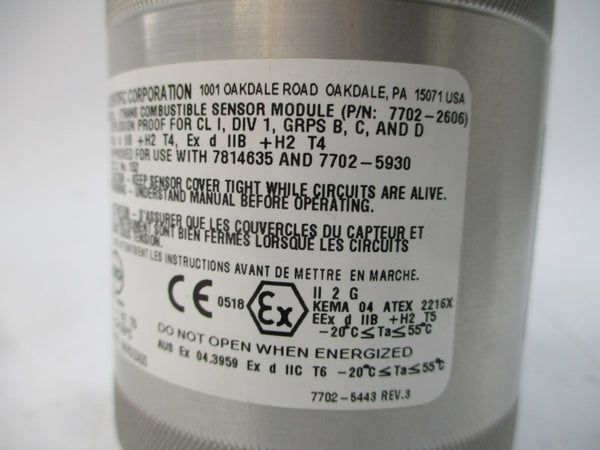 CORPORATION 1001 OAKDALE ROAD OAKDALE, PA 15071 USA
ITRANS COMBUSTIBLE SENSOR MODULE (P/N: 7702-2606)
PROOF FOR CL I, DIV 1, GRPS B, C, AND D
IIB +H2 T4, Ex d IIB +H2 T4
FOR USE WITH 7814635 AND 7702-5930
No. 152
- KEEP SENSOR COVER TIGHT WHILE CIRCUITS ARE ALIVE.
- UNDERSTAND MANUAL BEFORE OPERATING.
- S'ASSURER QUE LES COUVERCLES DU CAPTEUR ET
SONT BIEN FERMES LORSQUE LES CIRCUITS
TENSION.
LES INSTRUCTIONS AVANT DE METTRE EN MARCHE.
CE 0518 Ex II 2 G
KEMA 04 ATEX 2216X
EEx d IIB +H2 T5
-20°C≤Ta≤55°C
DO NOT OPEN WHEN ENERGIZED
AUS Ex 04.3959 Ex d IIC T6 -20°C≤Ta≤55°C
7702-5443 REV.3